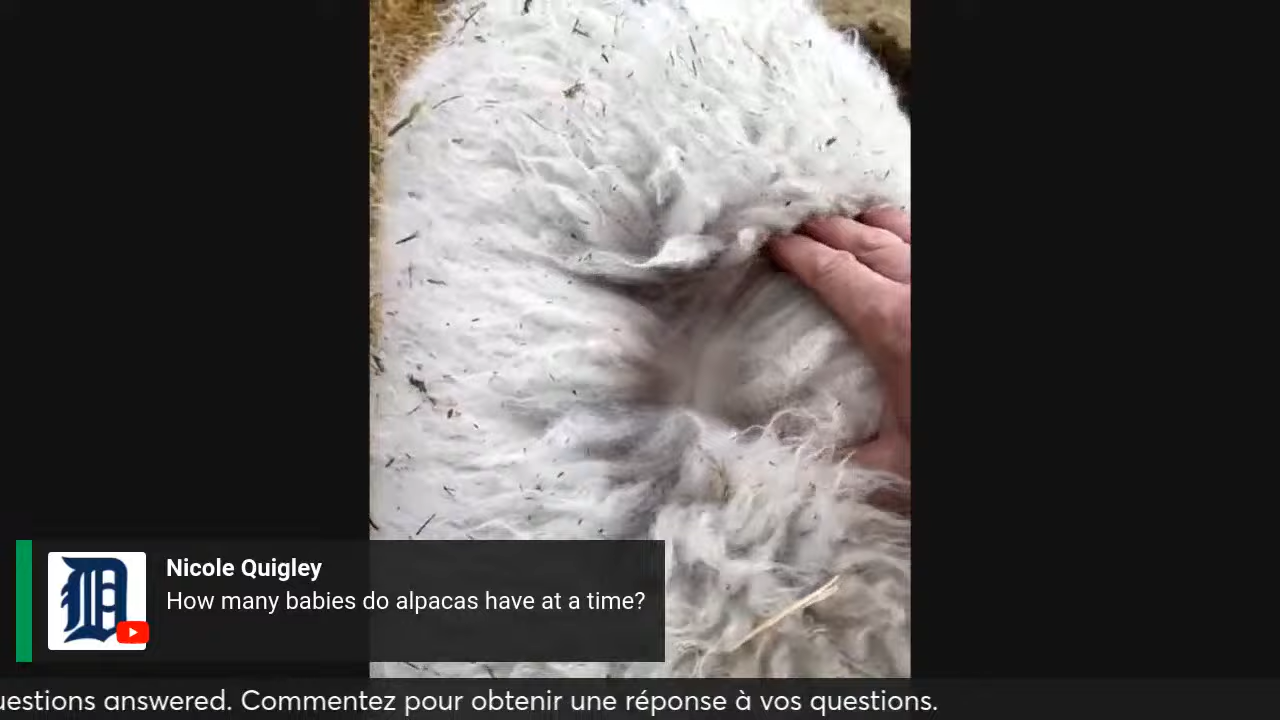 Nicole Quigley
How many babies do alpacas have at a time?
uestions answered. Commentez pour obtenir une réponse à vos questions.